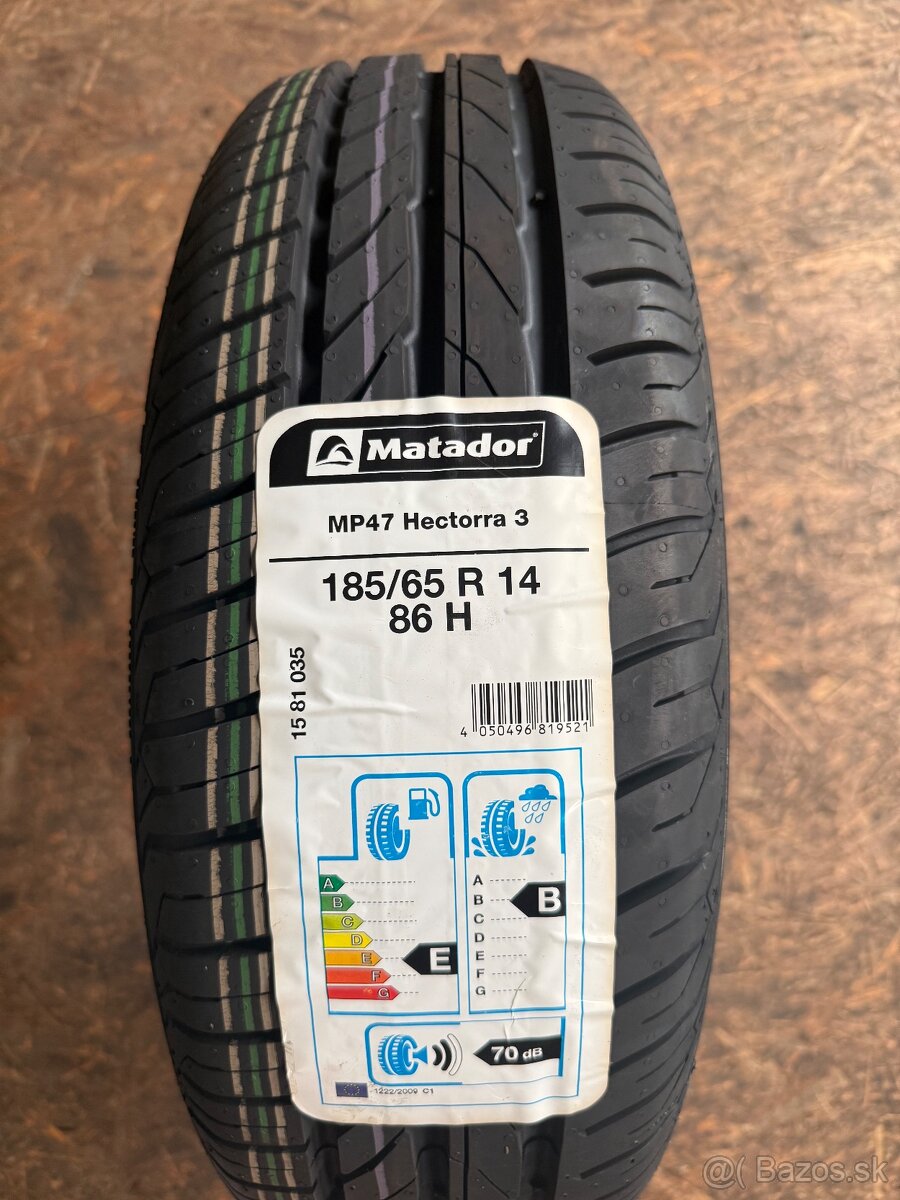 Matador®
MP47 Hectorra 3
185/65 R 14
86 H
15 81 035
4 050496 819521
A
B
C
D
E
F
G
E
A
B
C
D
E
F
G
B
70 dB
1222/2009 C1
@( Bazos.sk